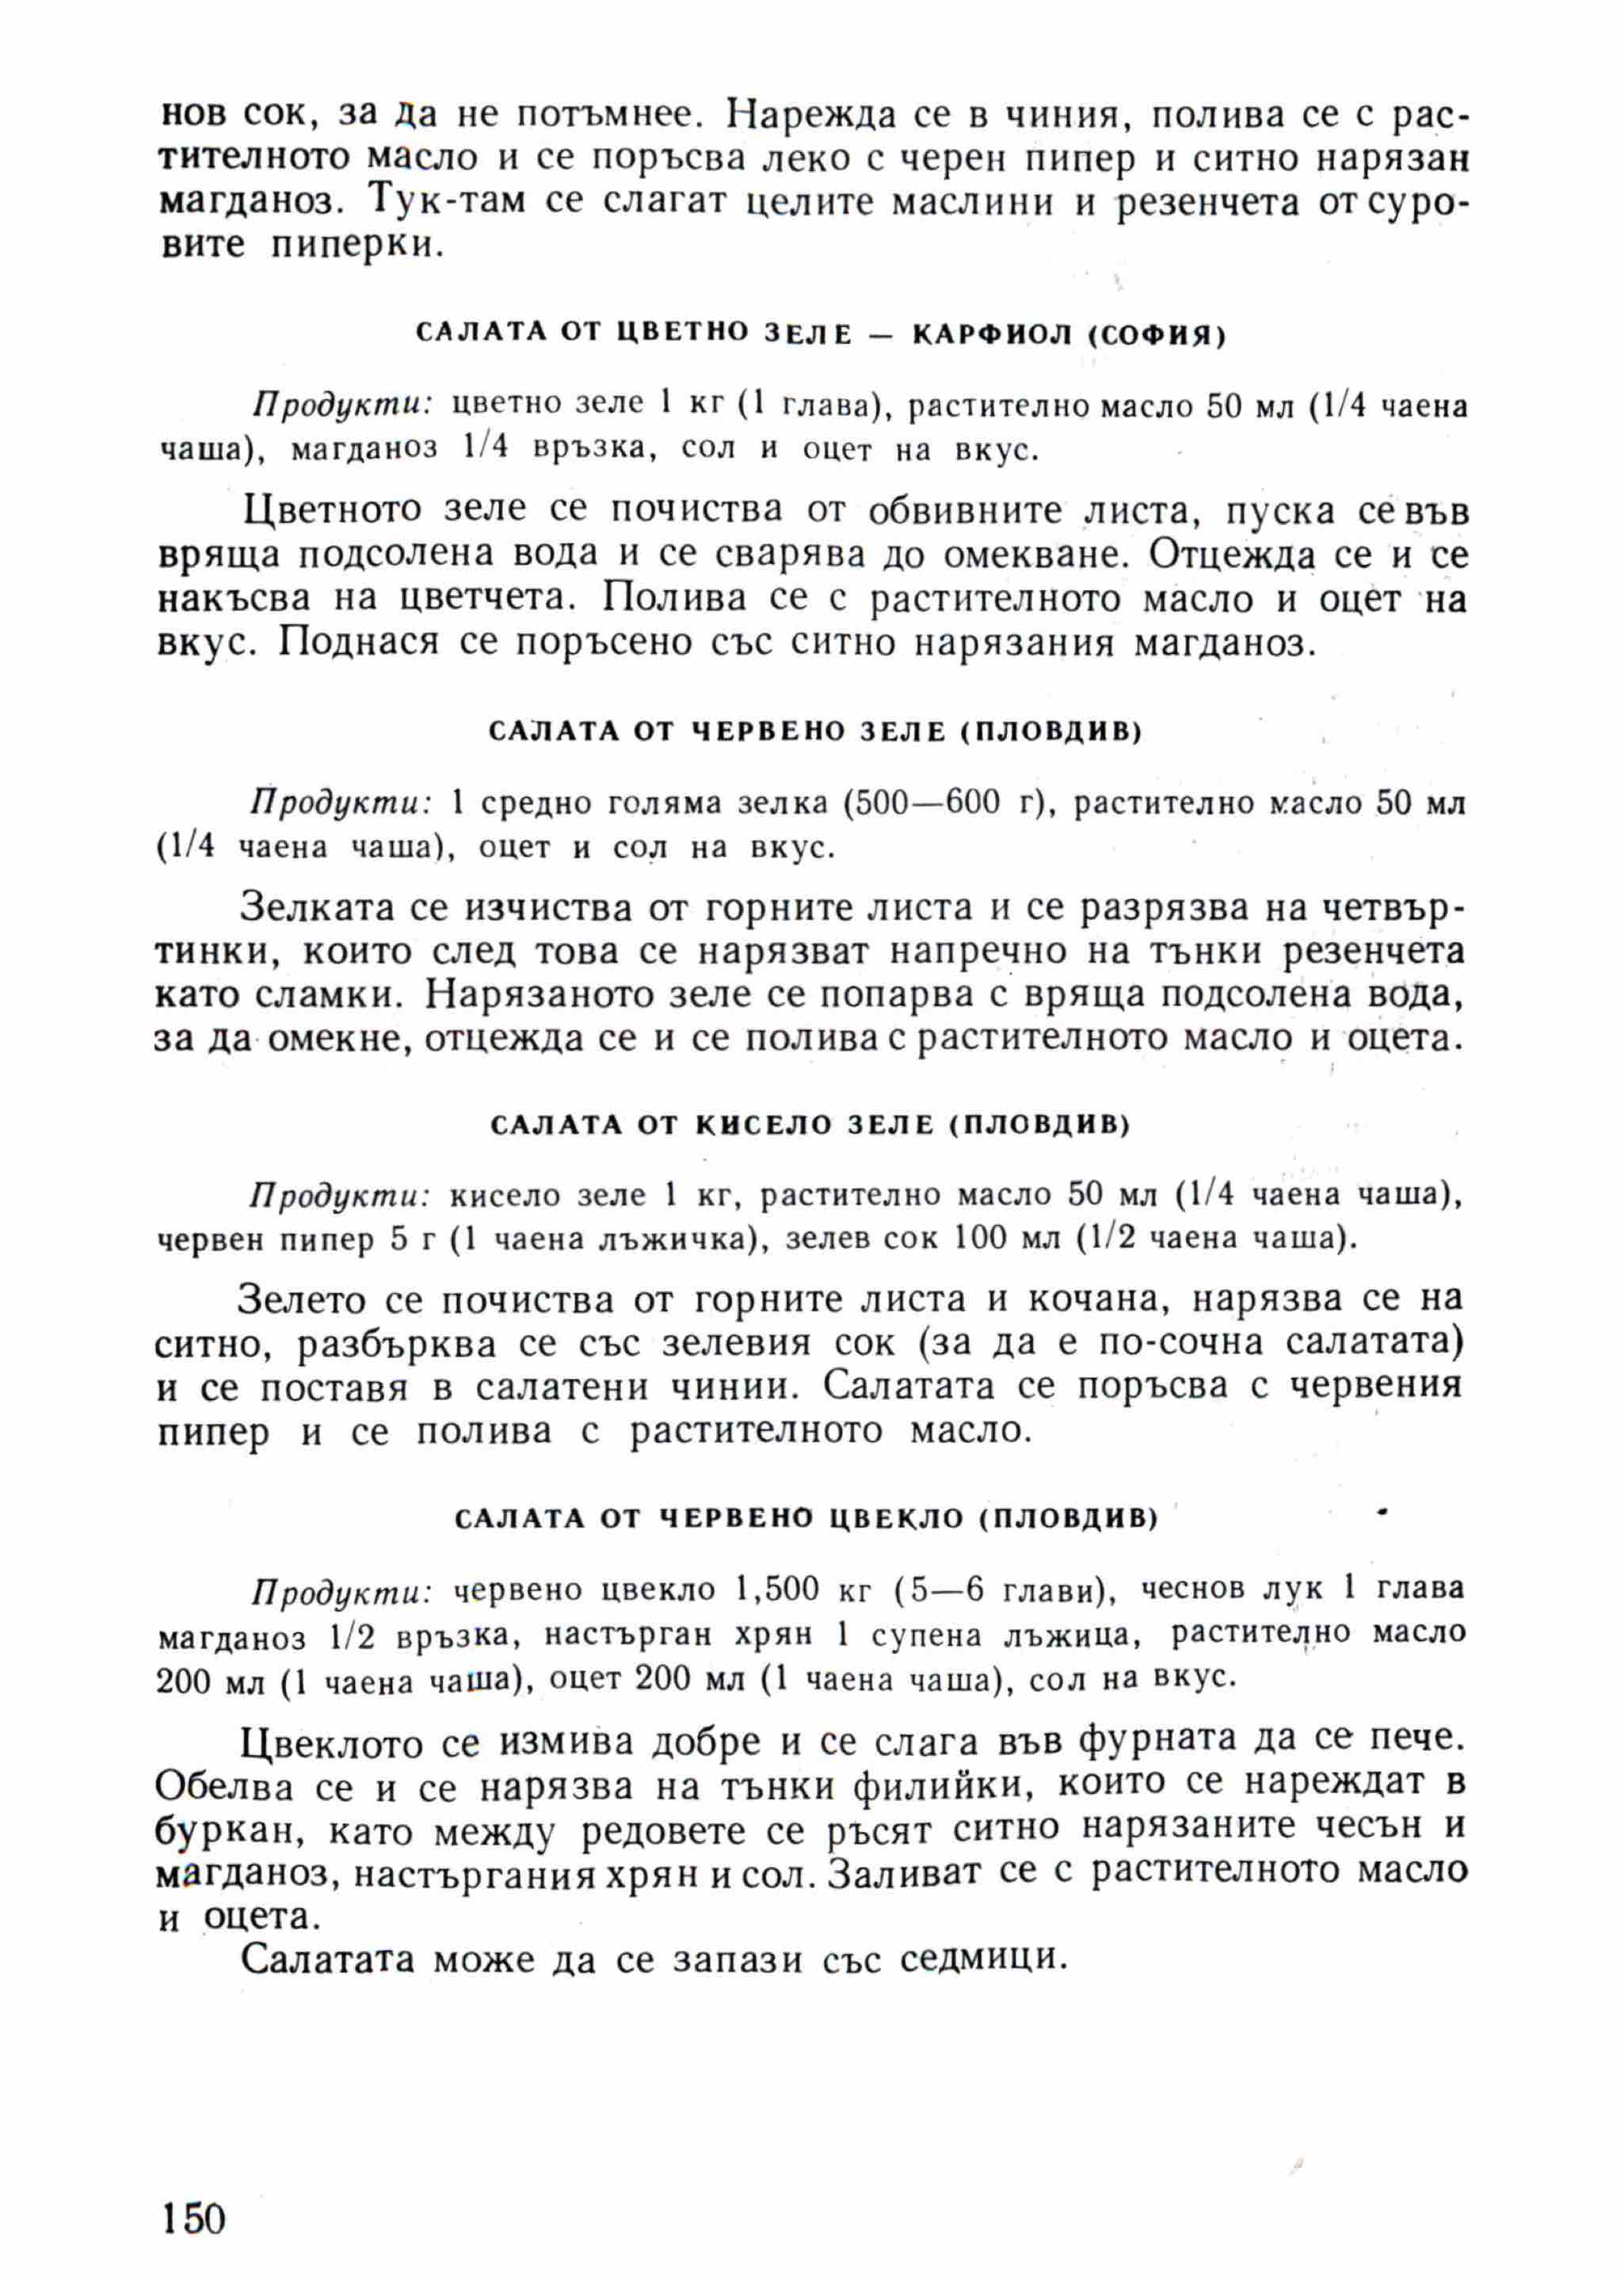 нов сок, за да не потъмнее. Нарежда се в чиния, полива се с рас-
тителното масло и се поръсва леко с черен пипер и ситно нарязан
магданоз. Тук-там се слагат целите маслини и резенчета от суро-
вите пиперки.
САЛАТА ОТ ЦВЕТНО ЗЕЛЕ — КАРФИОЛ (СОФИЯ)
Продукти: цветно зеле 1 кг (1 глава), растително масло 50 мл (1/4 чаена
чаша), магданоз 1/4 връзка, сол и оцет на вкус.
Цветното зеле се почиства от обвивните листа, пуска се във
вряща подсолена вода и се сварява до омекване. Отцежда се и се
накъсва на цветчета. Полива се с растителното масло и оцет на
вкус. Поднася се поръсено със ситно нарязания магданоз.
САЛАТА ОТ ЧЕРВЕНО ЗЕЛЕ (ПЛОВДИВ)
Продукти: 1 средно голяма зелка (500—600 г), растително масло 50 мл
(1/4 чаена чаша), оцет и сол на вкус.
Зелката се изчиства от горните листа и се разрязва на четвър-
тинки, които след това се нарязват напречно на тънки резенчета
като сламки. Нарязаното зеле се попарва с вряща подсолена вода,
за да омекне, отцежда се и се полива с растителното масло и оцета.
САЛАТА ОТ КИСЕЛО ЗЕЛЕ (ПЛОВДИВ)
Продукти: кисело зеле 1 кг, растително масло 50 мл (1/4 чаена чаша),
червен пипер 5 г (1 чаена лъжичка), зелев сок 100 мл (1/2 чаена чаша).
Зелето се почиства от горните листа и кочана, нарязва се на
ситно, разбърква се със зелевия сок (за да е по-сочна салатата)
и се поставя в салатени чинии. Салатата се поръсва с червения
пипер и се полива с растителното масло.
САЛАТА ОТ ЧЕРВЕНО ЦВЕКЛО (ПЛОВДИВ)
Продукти: червено цвекло 1,500 кг (5—6 глави), чеснов лук 1 глава
магданоз 1/2 връзка, настърган хрян 1 супена лъжица, растително масло
200 мл (1 чаена чаша), оцет 200 мл (1 чаена чаша), сол на вкус.
Цвеклото се измива добре и се слага във фурната да се пече.
Обелва се и се нарязва на тънки филийки, които се нареждат в
буркан, като между редовете се ръсят ситно нарязаните чесън и
магданоз, настъргания хрян и сол. Заливат се с растителното масло
и оцета.
Салатата може да се запази със седмици.
150